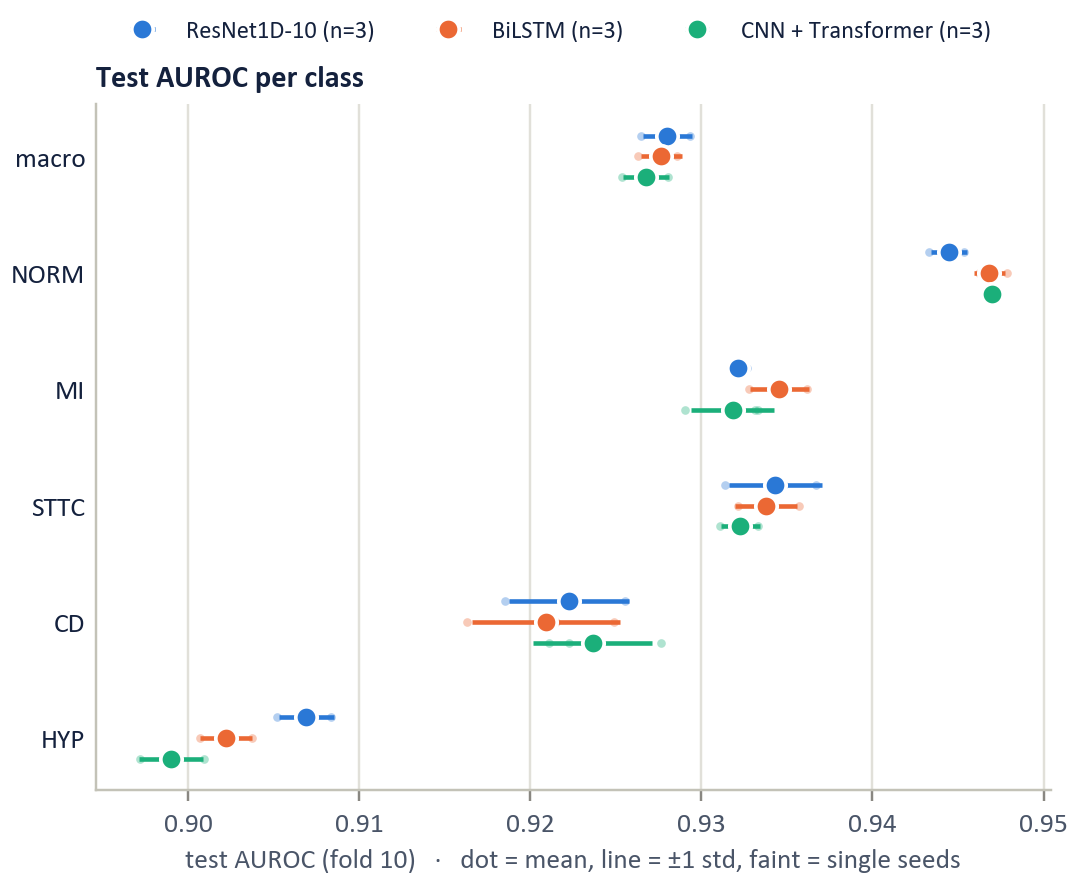 ResNet1D-10 (n=3) BiLSTM (n=3) CNN + Transformer (n=3)
Test AUROC per class
macro
NORM
MI
STTC
CD
HYP
0.90 0.91 0.92 0.93 0.94 0.95
test AUROC (fold 10) · dot = mean, line = ±1 std, faint = single seeds